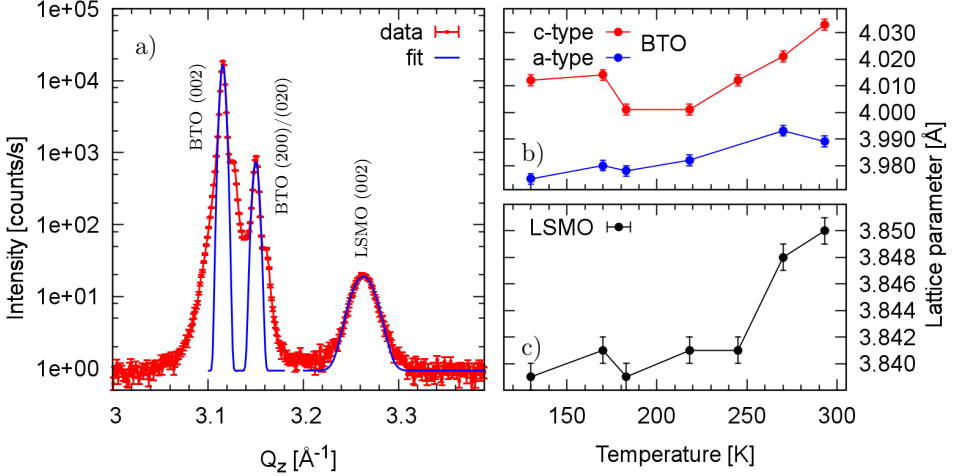 a)
data
fit
BTO (002)
BTO (200)/(020)
LSMO (002)
Intensity [counts/s]
1e+05
1e+04
1e+03
1e+02
1e+01
1e+00
3
3.1
3.2
3.3
Qz [Å-1]
c-type
a-type
BTO
b)
4.030
4.020
4.010
4.000
3.990
3.980
LSMO
c)
3.850
3.848
3.846
3.844
3.842
3.840
Lattice parameter [Å]
150
200
250
300
Temperature [K]